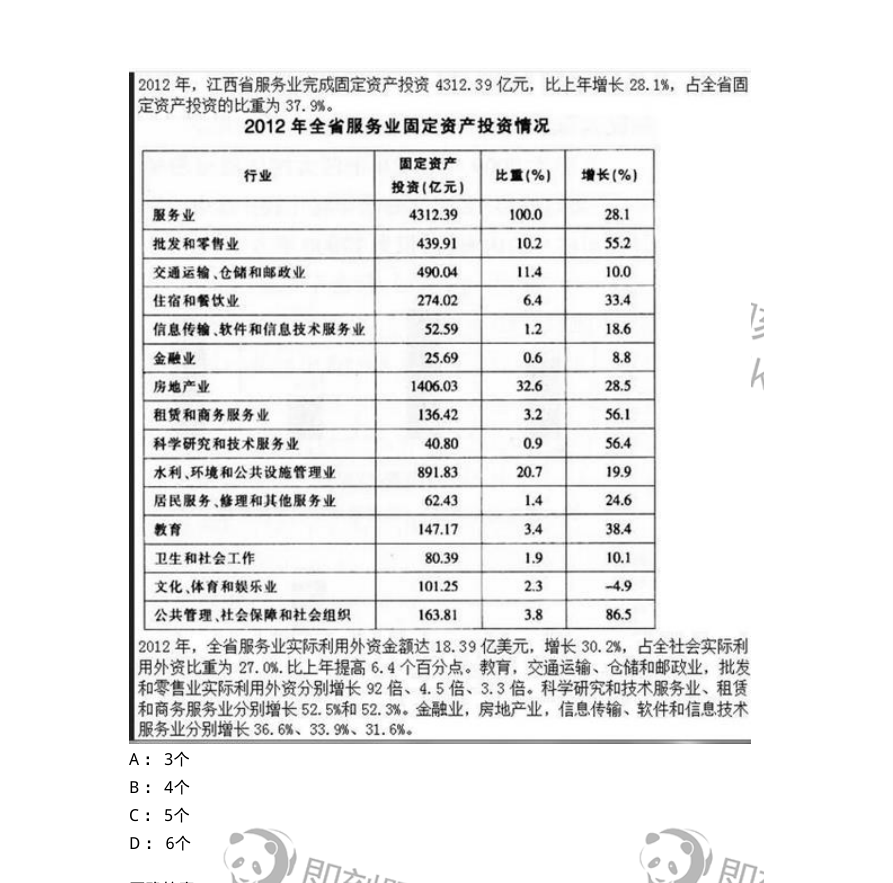 2012 年，江西省服务业完成固定资产投资 4312.39 亿元，比上年增长 28.1%，占全省固
定资产投资的比重为 37.9%。
2012 年全省服务业固定资产投资情况
行业 固定资产投资(亿元) 比重(%) 增长(%)
服务业 4312.39 100.0 28.1
批发和零售业 439.91 10.2 55.2
交通运输、仓储和邮政业 490.04 11.4 10.0
住宿和餐饮业 274.02 6.4 33.4
信息传输、软件和信息技术服务业 52.59 1.2 18.6
金融业 25.69 0.6 8.8
房地产业 1406.03 32.6 28.5
租赁和商务服务业 136.42 3.2 56.1
科学研究和技术服务业 40.80 0.9 56.4
水利、环境和公共设施管理业 891.83 20.7 19.9
居民服务、修理和其他服务业 62.43 1.4 24.6
教育 147.17 3.4 38.4
卫生和社会工作 80.39 1.9 10.1
文化、体育和娱乐业 101.25 2.3 -4.9
公共管理、社会保障和社会组织 163.81 3.8 86.5
2012 年，全省服务业实际利用外资金额达 18.39 亿美元，增长 30.2%，占全社会实际利
用外资比重为 27.0%.比上年提高 6.4 个百分点。教育，交通运输、仓储和邮政业，批发
和零售业实际利用外资分别增长 92 倍、4.5 倍、3.3 倍。科学研究和技术服务业、租赁
和商务服务业分别增长 52.5%和 52.3%。金融业，房地产业，信息传输、软件和信息技术
服务业分别增长 36.6%、33.9%、31.6%。
A： 3个
B： 4个
C： 5个
D： 6个